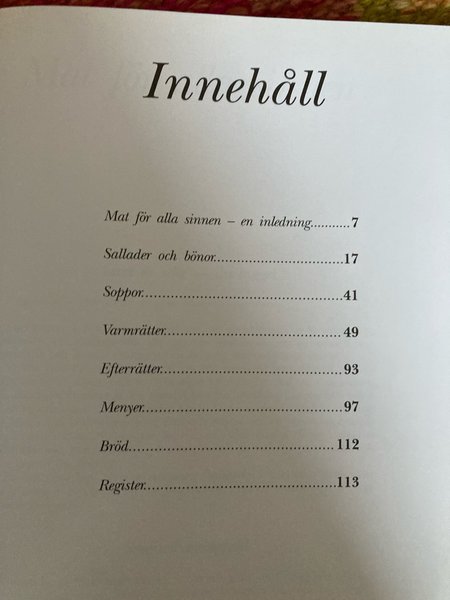 Innehåll
Mat för alla sinnen – en inledning...........7
Sallader och bönor.................................17
Soppor....................................................41
Varmrätter..............................................49
Efterrätter...............................................93
Menyer....................................................97
Bröd.......................................................112
Register..................................................113